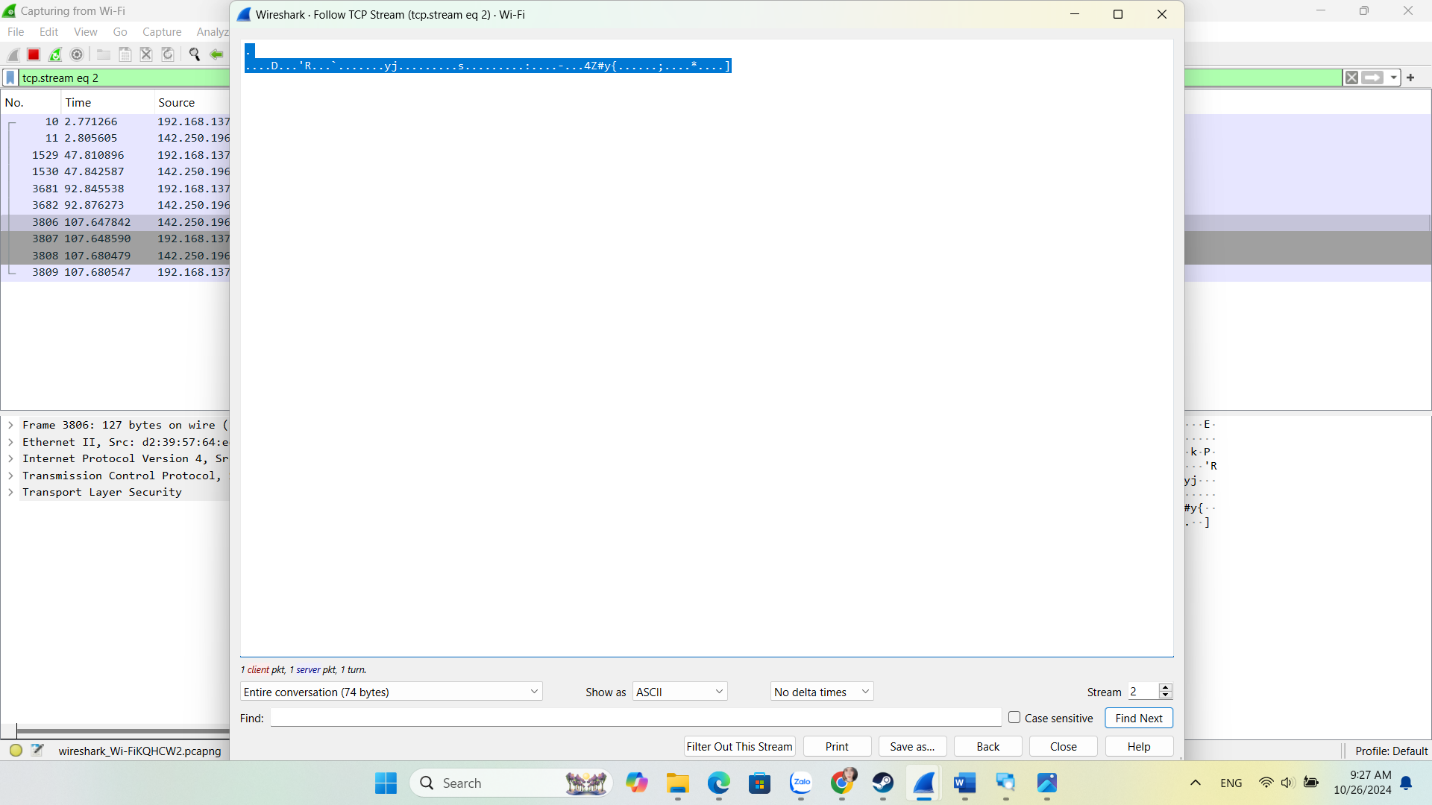 Capturing from Wi-Fi
File Edit View Go Capture Analyz
tcp.stream eq 2
No. Time Source
10 2.771266 192.168.137
11 2.805605 142.250.196
1529 47.810896 192.168.137
1530 47.842587 142.250.196
3681 92.845538 192.168.137
3682 92.876273 142.250.196
3806 107.647842 142.250.196
3807 107.648590 192.168.137
3808 107.680479 142.250.196
3809 107.680547 192.168.137
Frame 3806: 127 bytes on wire (
Ethernet II, Src: d2:39:57:64:e
Internet Protocol Version 4, Sr
Transmission Control Protocol,
Transport Layer Security
wireshark_Wi-FiKQHCW2.pcapng
Wireshark · Follow TCP Stream (tcp.stream eq 2) · Wi-Fi
.
....D...'R...`.......yj.........s.........:....-...4Z#y{......;....*....]
1 client pkt, 1 server pkt, 1 turn.
Entire conversation (74 bytes) Show as ASCII No delta times Stream 2
Find: Case sensitive Find Next
Filter Out This Stream Print Save as... Back Close Help
···E·
·····
·k·P·
···'R
yj···
·····
#y{··
.··]
Profile: Default
Search
Zalo
ENG
9:27 AM
10/26/2024